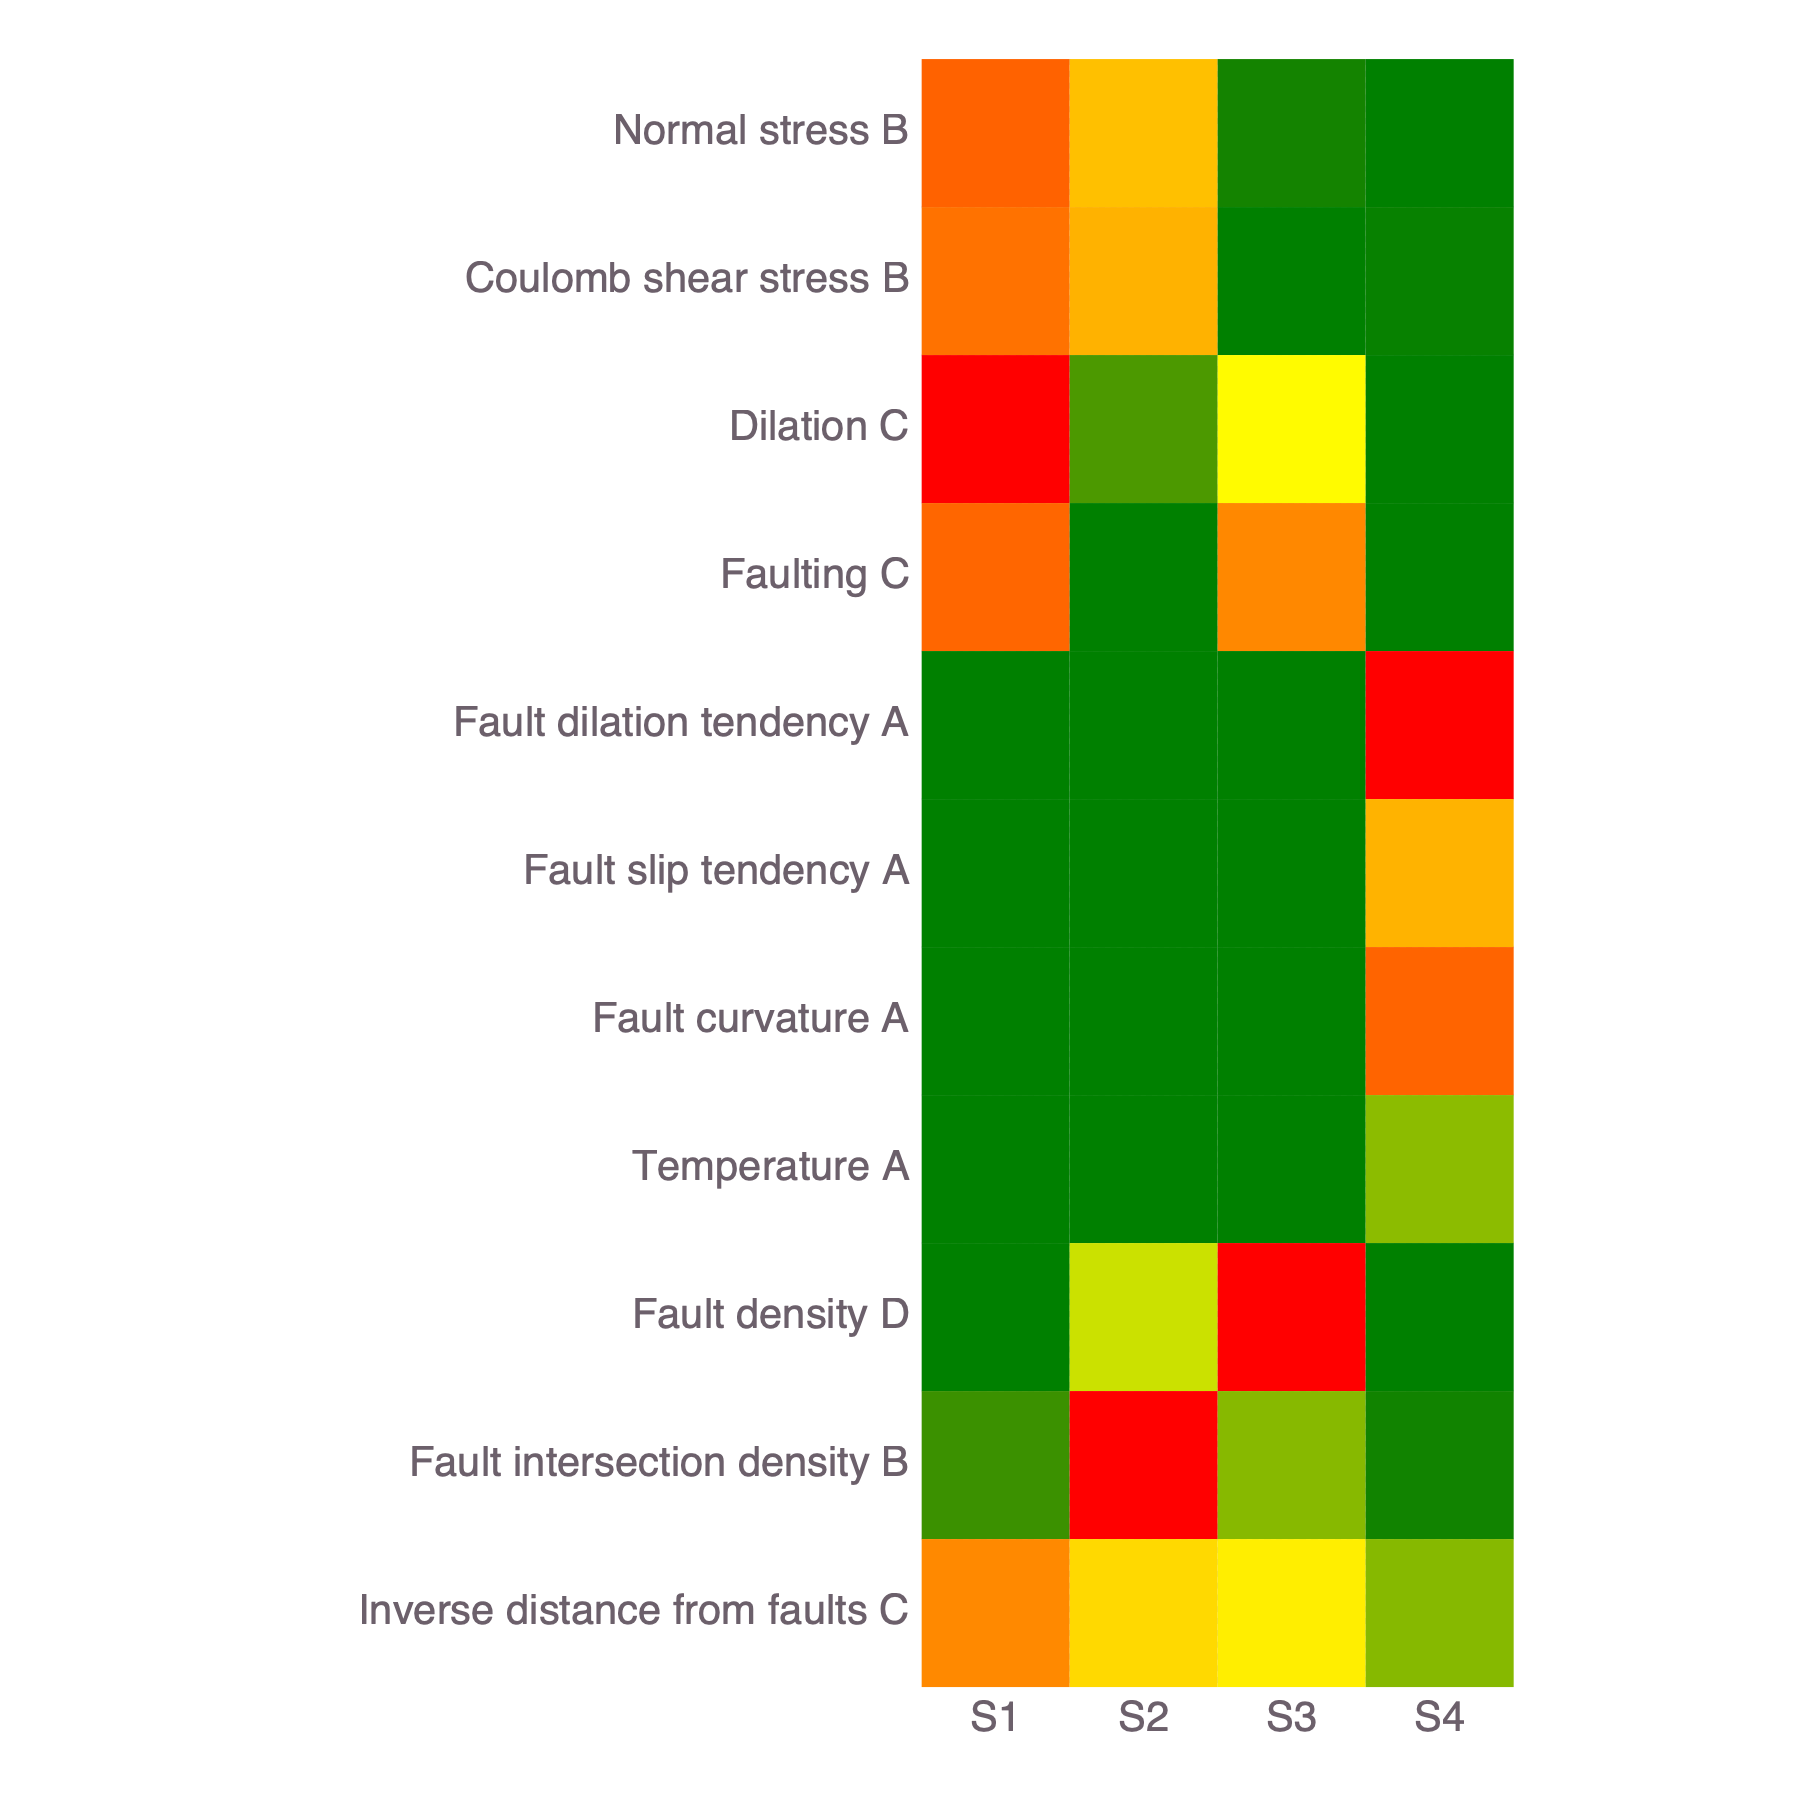 Normal stress B
Coulomb shear stress B
Dilation C
Faulting C
Fault dilation tendency A
Fault slip tendency A
Fault curvature A
Temperature A
Fault density D
Fault intersection density B
Inverse distance from faults C
S1 S2 S3 S4